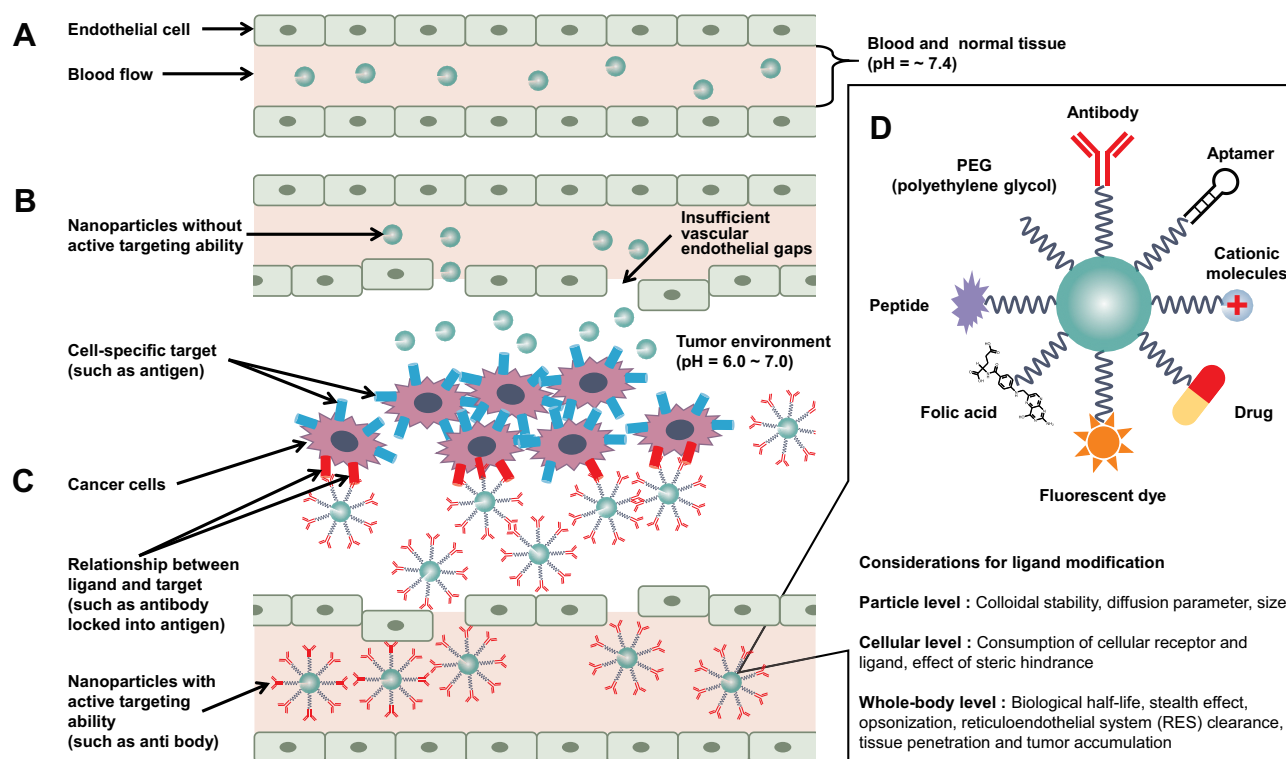 A
Endothelial cell
Blood flow
Blood and normal tissue
(pH = ~ 7.4)
B
Nanoparticles without
active targeting ability
Insufficient
vascular
endothelial gaps
Cell-specific target
(such as antigen)
Tumor environment
(pH = 6.0 ~ 7.0)
C
Cancer cells
Relationship between
ligand and target
(such as antibody
locked into antigen)
Nanoparticles with
active targeting
ability
(such as anti body)
D
Antibody
PEG
(polyethylene glycol)
Aptamer
Cationic
molecules
Peptide
+
Folic acid
Drug
Fluorescent dye
Considerations for ligand modification
Particle level : Colloidal stability, diffusion parameter, size
Cellular level : Consumption of cellular receptor and
ligand, effect of steric hindrance
Whole-body level : Biological half-life, stealth effect,
opsonization, reticuloendothelial system (RES) clearance,
tissue penetration and tumor accumulation